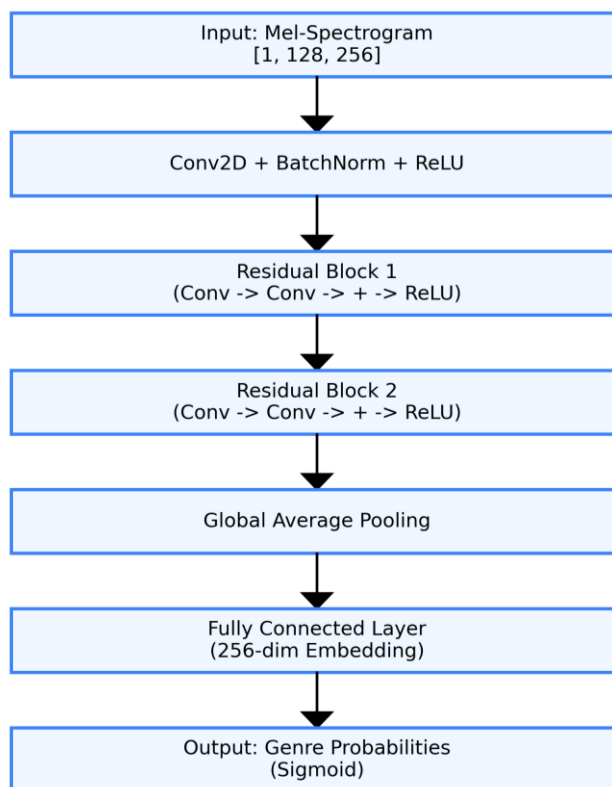 Input: Mel-Spectrogram
[1, 128, 256]
Conv2D + BatchNorm + ReLU
Residual Block 1
(Conv -> Conv -> + -> ReLU)
Residual Block 2
(Conv -> Conv -> + -> ReLU)
Global Average Pooling
Fully Connected Layer
(256-dim Embedding)
Output: Genre Probabilities
(Sigmoid)